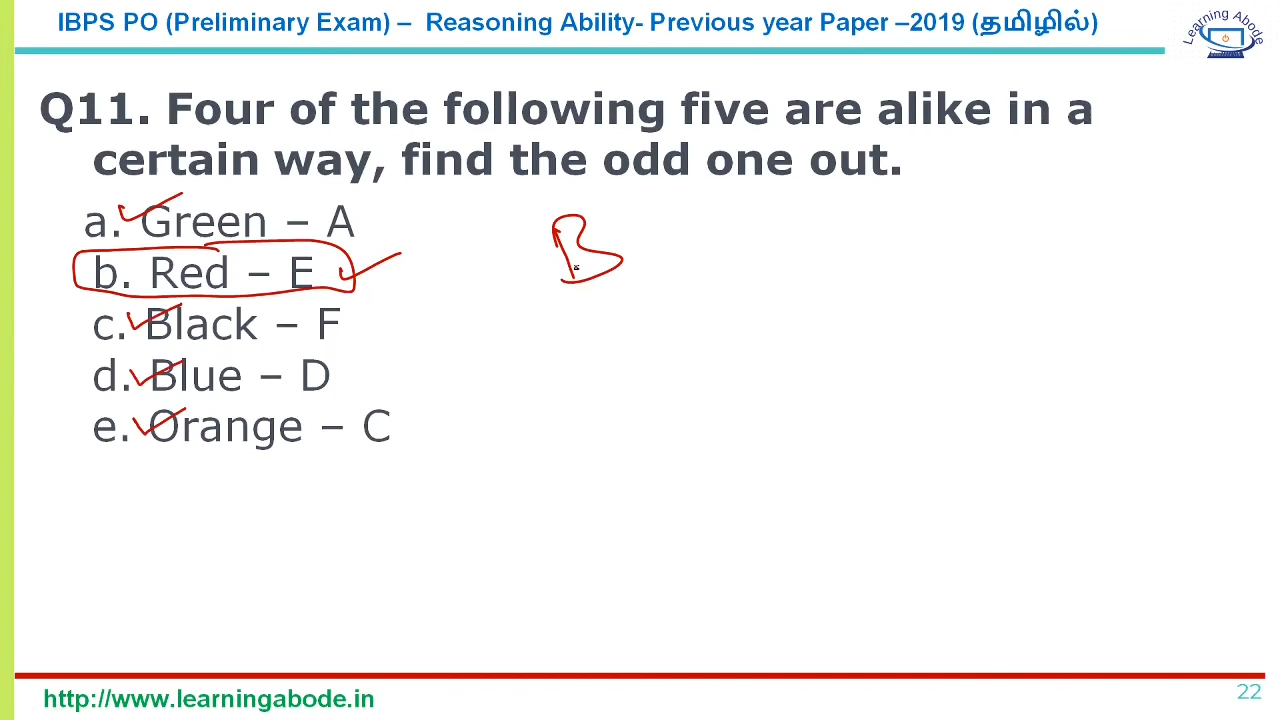 IBPS PO (Preliminary Exam) – Reasoning Ability- Previous year Paper –2019 (தமிழில்)
Learning Abode
Q11. Four of the following five are alike in a
certain way, find the odd one out.
a. Green – A
b. Red – E
B
c. Black – F
d. Blue – D
e. Orange – C
http://www.learningabode.in
22